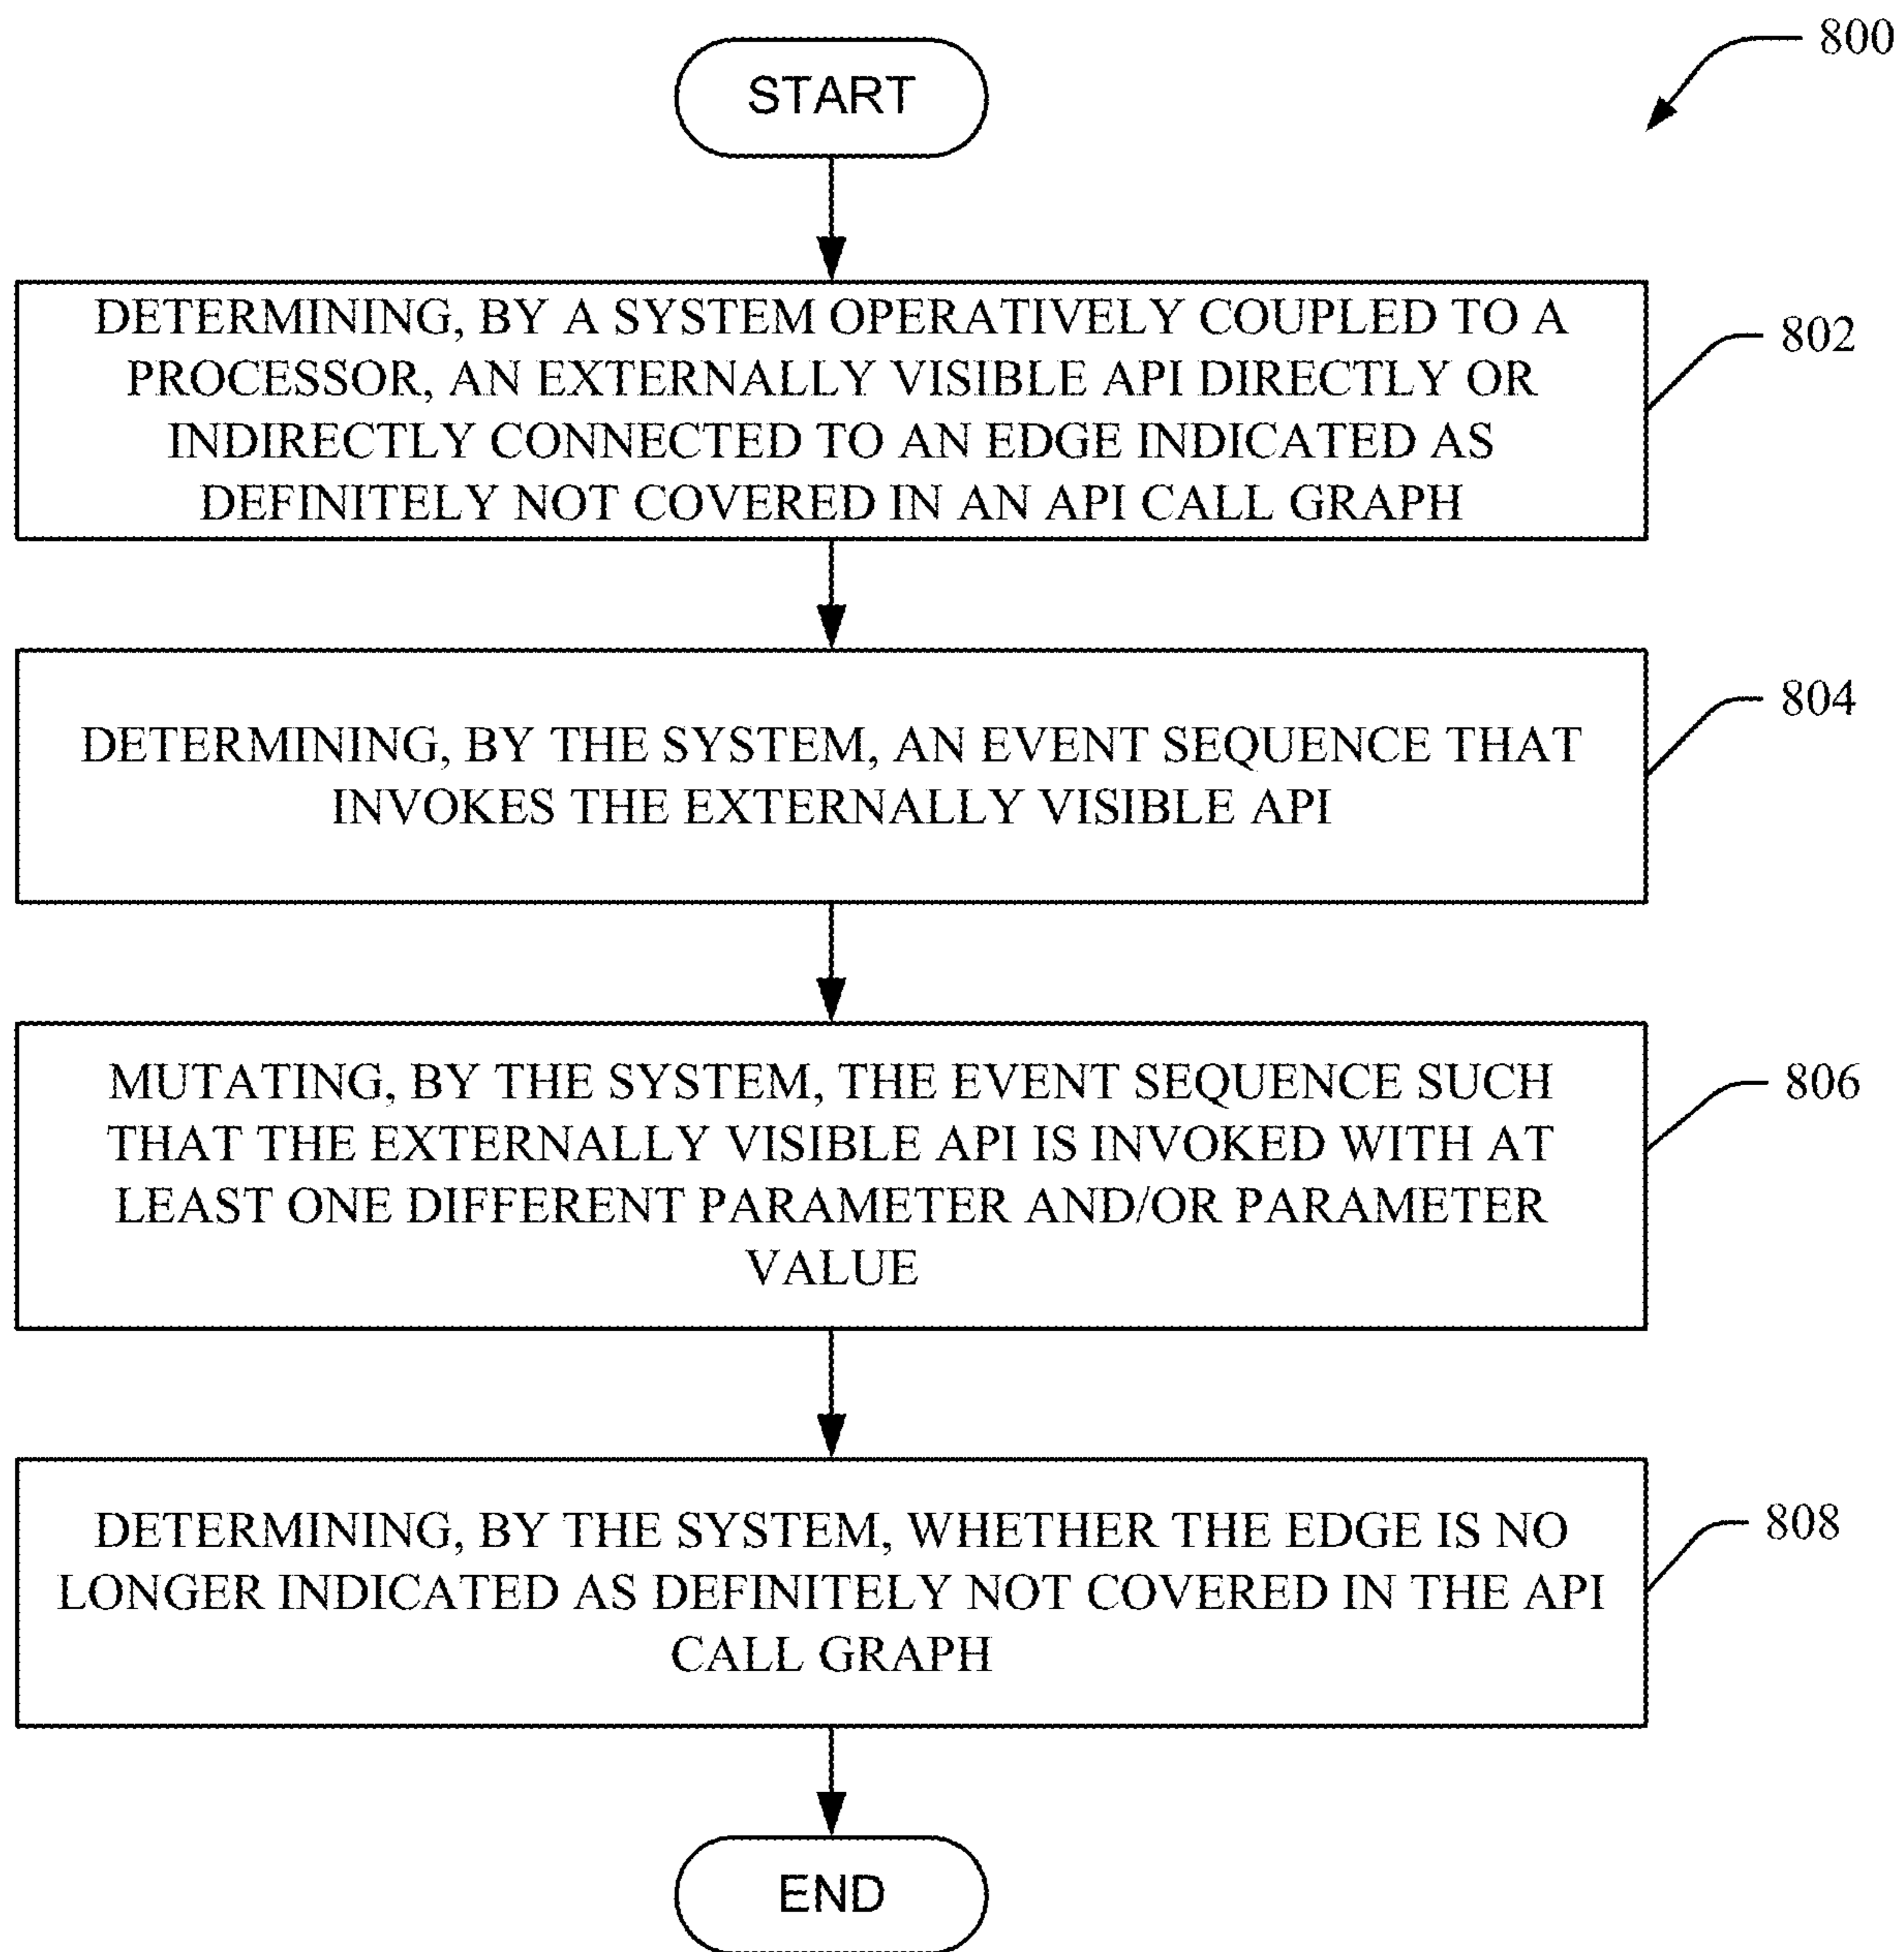 800
START
DETERMINING, BY A SYSTEM OPERATIVELY COUPLED TO A
PROCESSOR, AN EXTERNALLY VISIBLE API DIRECTLY OR
INDIRECTLY CONNECTED TO AN EDGE INDICATED AS
DEFINITELY NOT COVERED IN AN API CALL GRAPH
802
DETERMINING, BY THE SYSTEM, AN EVENT SEQUENCE THAT
INVOKES THE EXTERNALLY VISIBLE API
804
MUTATING, BY THE SYSTEM, THE EVENT SEQUENCE SUCH
THAT THE EXTERNALLY VISIBLE API IS INVOKED WITH AT
LEAST ONE DIFFERENT PARAMETER AND/OR PARAMETER
VALUE
806
DETERMINING, BY THE SYSTEM, WHETHER THE EDGE IS NO
LONGER INDICATED AS DEFINITELY NOT COVERED IN THE API
CALL GRAPH
808
END